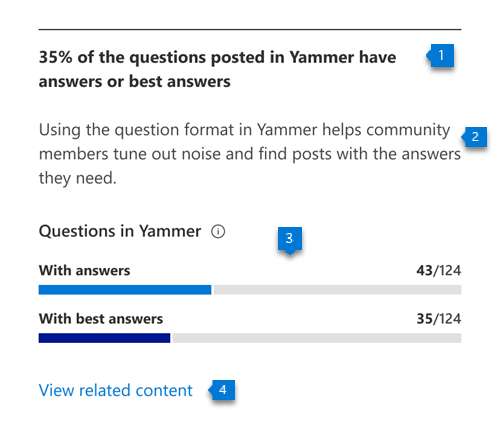 35% of the questions posted in Yammer have 1
answers or best answers
Using the question format in Yammer helps community
members tune out noise and find posts with the answers 2
they need.
Questions in Yammer 3
With answers 43/124
With best answers 35/124
View related content 4